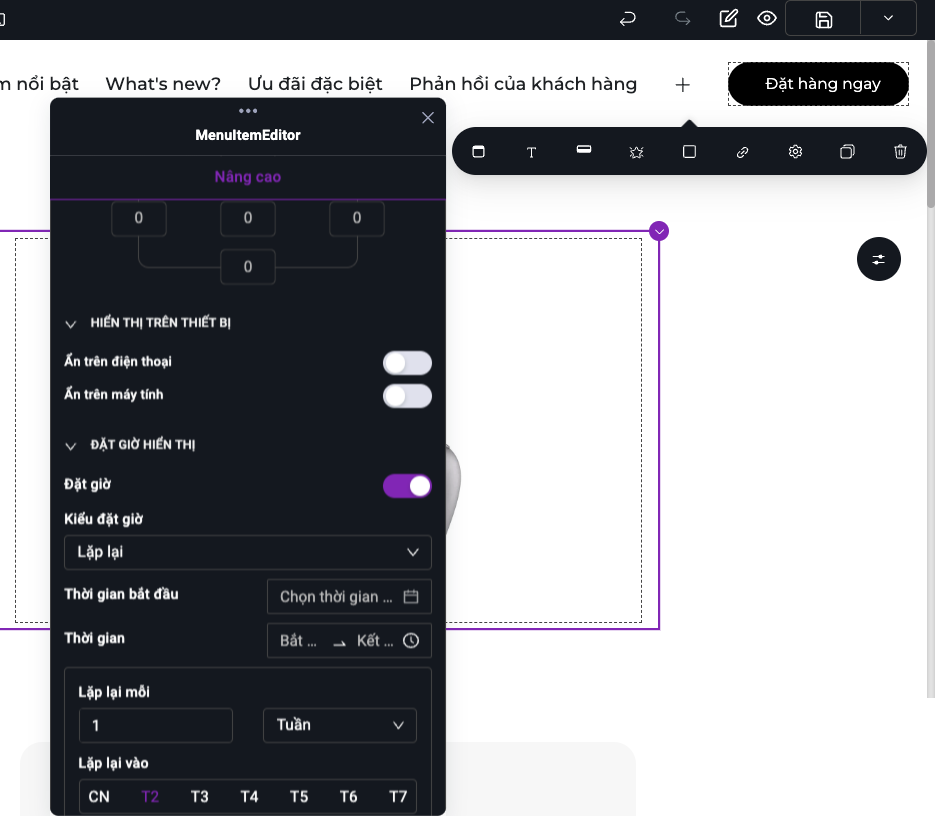 m nổi bật What's new? Ưu đãi đặc biệt Phản hồi của khách hàng + Đặt hàng ngay
MenuItemEditor
Nâng cao
0 0 0
0
HIỂN THỊ TRÊN THIẾT BỊ
Ẩn trên điện thoại
Ẩn trên máy tính
ĐẶT GIỜ HIỂN THỊ
Đặt giờ
Kiểu đặt giờ
Lặp lại
Thời gian bắt đầu Chọn thời gian ...
Thời gian Bắt ... Kết ...
Lặp lại mỗi
1 Tuần
Lặp lại vào
CN T2 T3 T4 T5 T6 T7